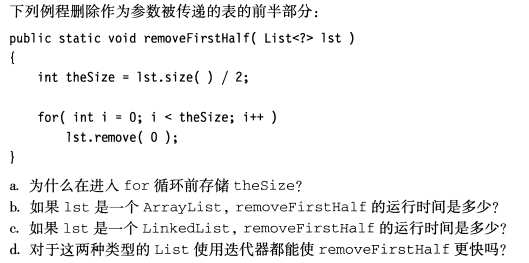 下列例程删除作为参数被传递的表的前半部分：
public static void removeFirstHalf( List<?> lst )
{
    int theSize = lst.size( ) / 2;
    for( int i = 0; i < theSize; i++ )
        lst.remove( 0 );
}
a. 为什么在进入 for 循环前存储 theSize?
b. 如果 lst 是一个 ArrayList, removeFirstHalf 的运行时间是多少?
c. 如果 lst 是一个 LinkedList, removeFirstHalf 的运行时间是多少?
d. 对于这两种类型的 List 使用迭代器都能使 removeFirstHalf 更快吗?